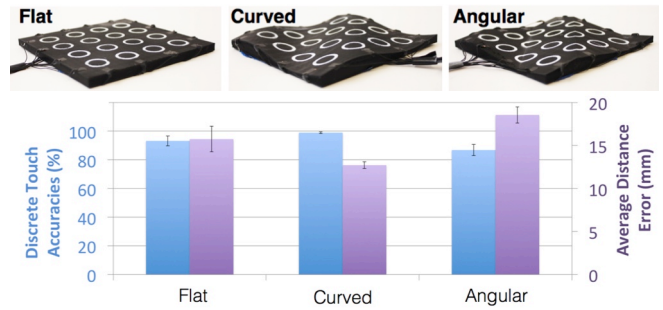 Flat Curved Angular
100
80
60
40
20
0
Discrete Touch
Accuracies (%)
20
15
10
5
0
Average Distance
Error (mm)
Flat Curved Angular